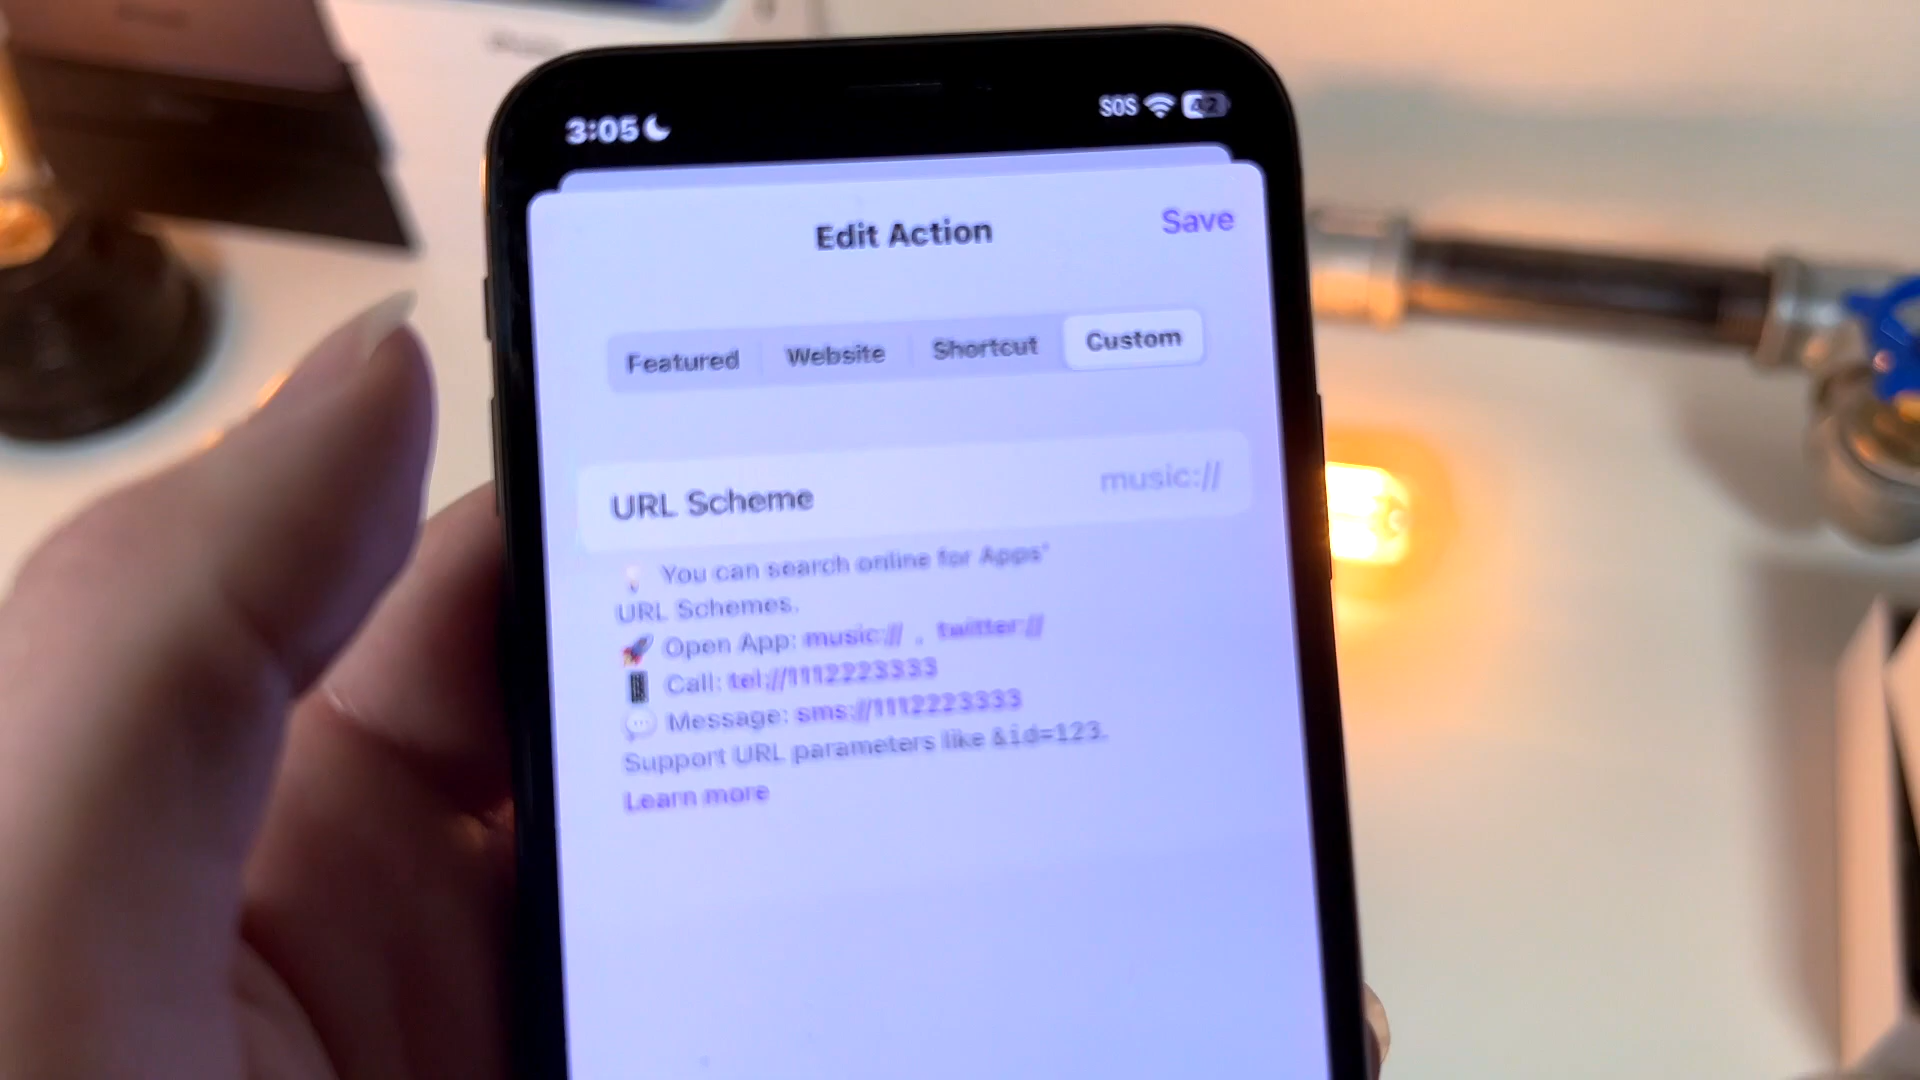 3:05
SOS 42
Edit Action
Save
Featured Website Shortcut Custom
URL Scheme music://
You can search online for Apps'
URL Schemes.
🚀 Open App: music:// , twitter://
📱 Call: tel://1112223333
💬 Message: sms://1112223333
Support URL parameters like &id=123.
Learn more